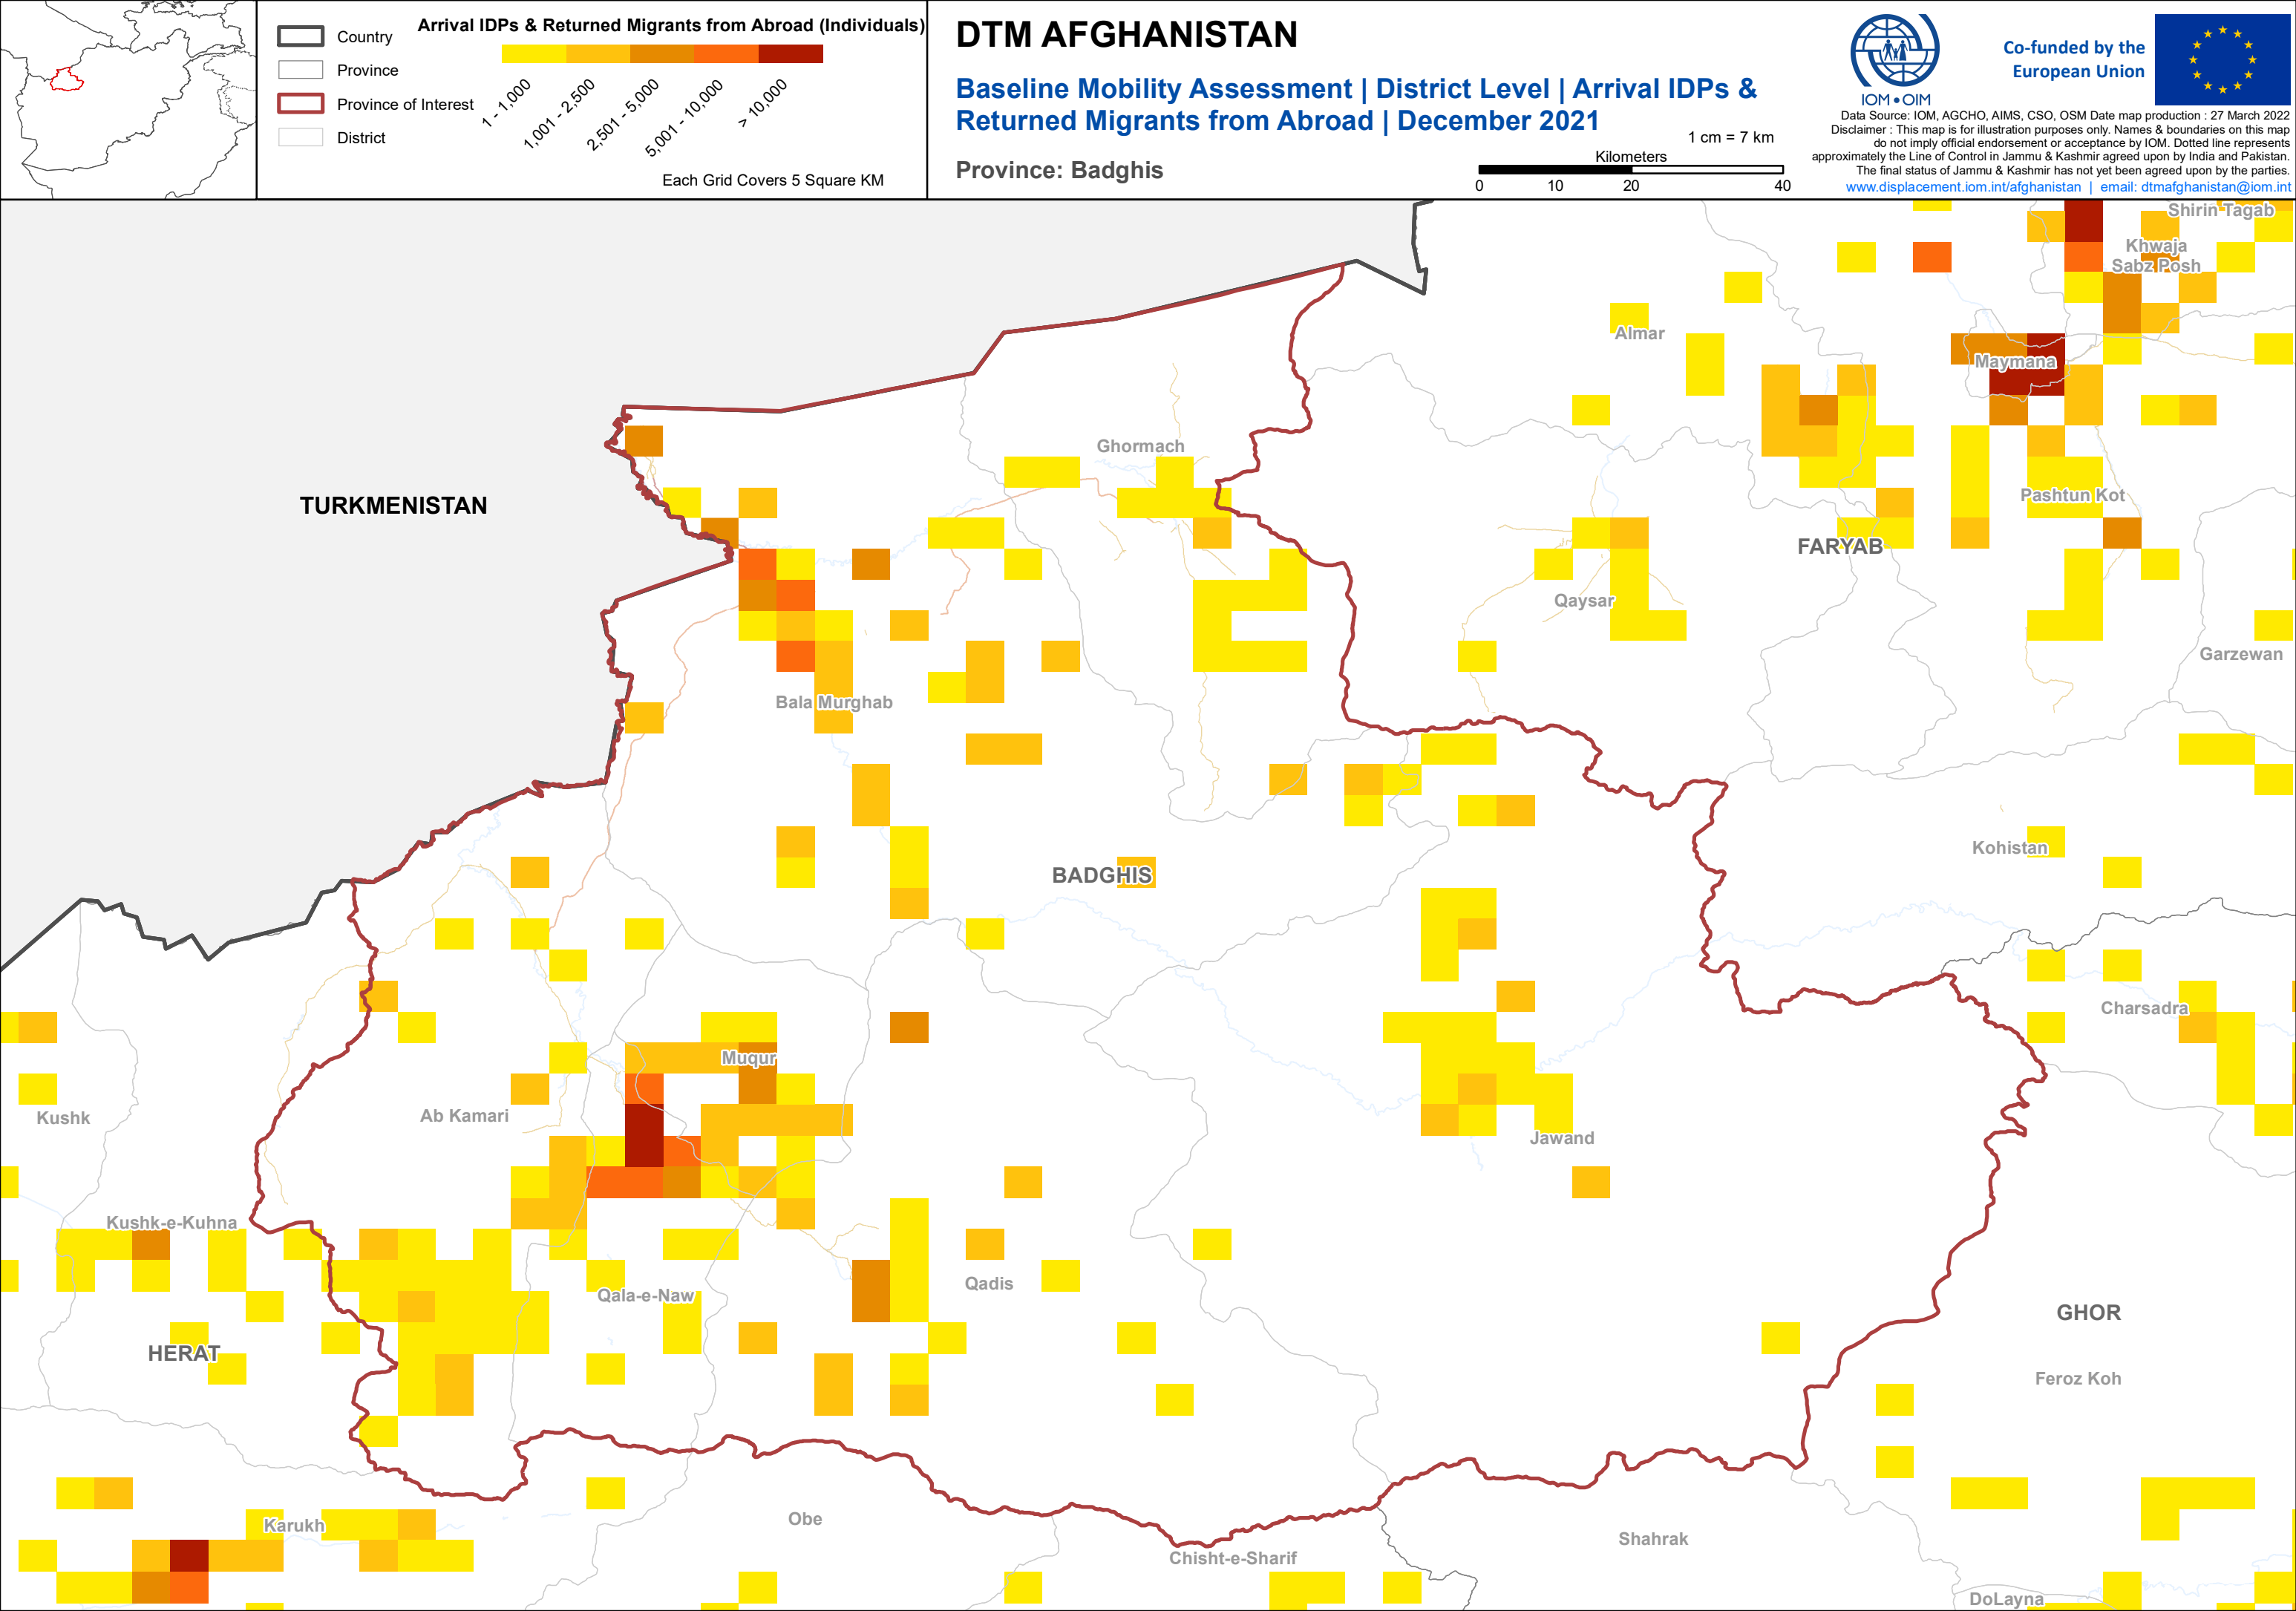 Country
Province
Province of Interest
District
Arrival IDPs & Returned Migrants from Abroad (Individuals)
1 - 1,000
1,001 - 2,500
2,501 - 5,000
5,001 - 10,000
> 10,000
Each Grid Covers 5 Square KM
DTM AFGHANISTAN
Baseline Mobility Assessment | District Level | Arrival IDPs &
Returned Migrants from Abroad | December 2021
Province: Badghis
1 cm = 7 km
Kilometers
0 10 20 40
IOM • OIM
Co-funded by the
European Union
Data Source: IOM, AGCHO, AIMS, CSO, OSM Date map production : 27 March 2022
Disclaimer : This map is for illustration purposes only. Names & boundaries on this map
do not imply official endorsement or acceptance by IOM. Dotted line represents
approximately the Line of Control in Jammu & Kashmir agreed upon by India and Pakistan.
The final status of Jammu & Kashmir has not yet been agreed upon by the parties.
www.displacement.iom.int/afghanistan | email: dtmafghanistan@iom.int
Shirin Tagab
Khwaja
Sabz Posh
Almar
Maymana
Ghormach
Pashtun Kot
TURKMENISTAN
FARYAB
Qaysar
Garzewan
Bala Murghab
Kohistan
BADGHIS
Charsadra
Muqur
Kushk
Ab Kamari
Jawand
Kushk-e-Kuhna
Qadis
Qala-e-Naw
GHOR
HERAT
Feroz Koh
Karukh
Obe
Shahrak
Chisht-e-Sharif
DoLayna